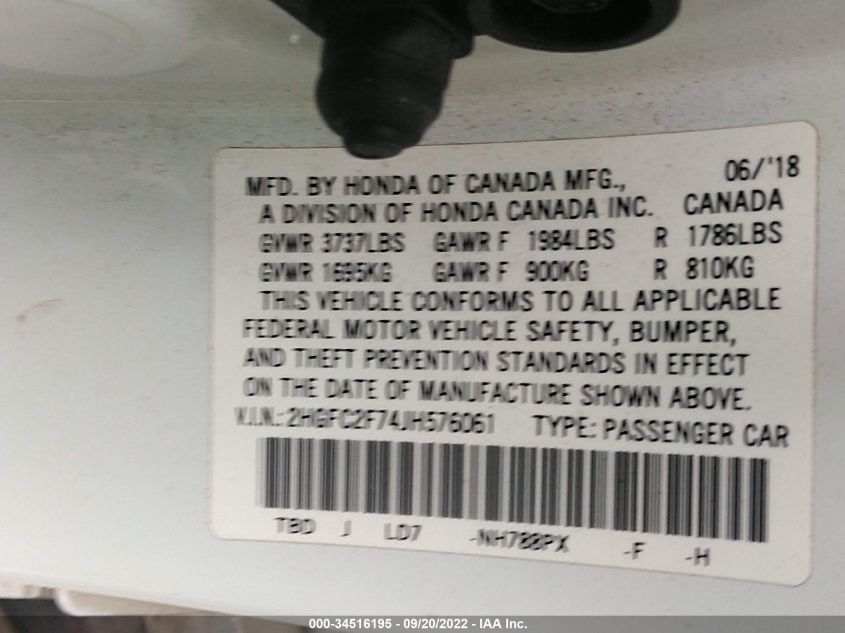 MFD. BY HONDA OF CANADA MFG., 06/'18
A DIVISION OF HONDA CANADA INC. CANADA
GVWR 3737LBS GAWR F 1984LBS R 1786LBS
GVWR 1695KG GAWR F 900KG R 810KG
THIS VEHICLE CONFORMS TO ALL APPLICABLE
FEDERAL MOTOR VEHICLE SAFETY, BUMPER,
AND THEFT PREVENTION STANDARDS IN EFFECT
ON THE DATE OF MANUFACTURE SHOWN ABOVE.
V.I.N.: 2HGFC2F74JH576061 TYPE: PASSENGER CAR
TBD J LD7 -NH788PX -F -H
000-34516195 - 09/20/2022 - IAA Inc.